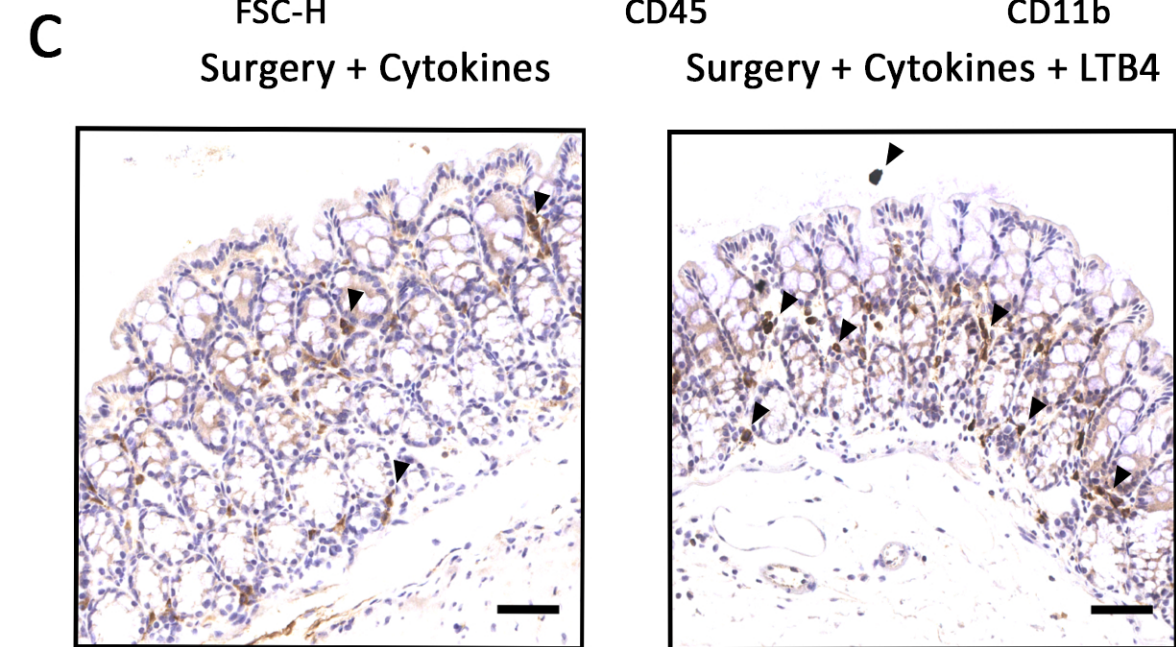 FSC-H CD45 CD11b
C
Surgery + Cytokines Surgery + Cytokines + LTB4